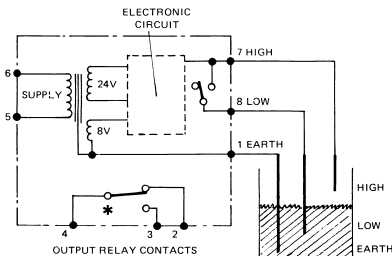 ELECTRONIC
CIRCUIT
7 HIGH
6
SUPPLY
24V
5
8 LOW
8V
1 EARTH
HIGH
*
LOW
4
3
2
EARTH
OUTPUT RELAY CONTACTS